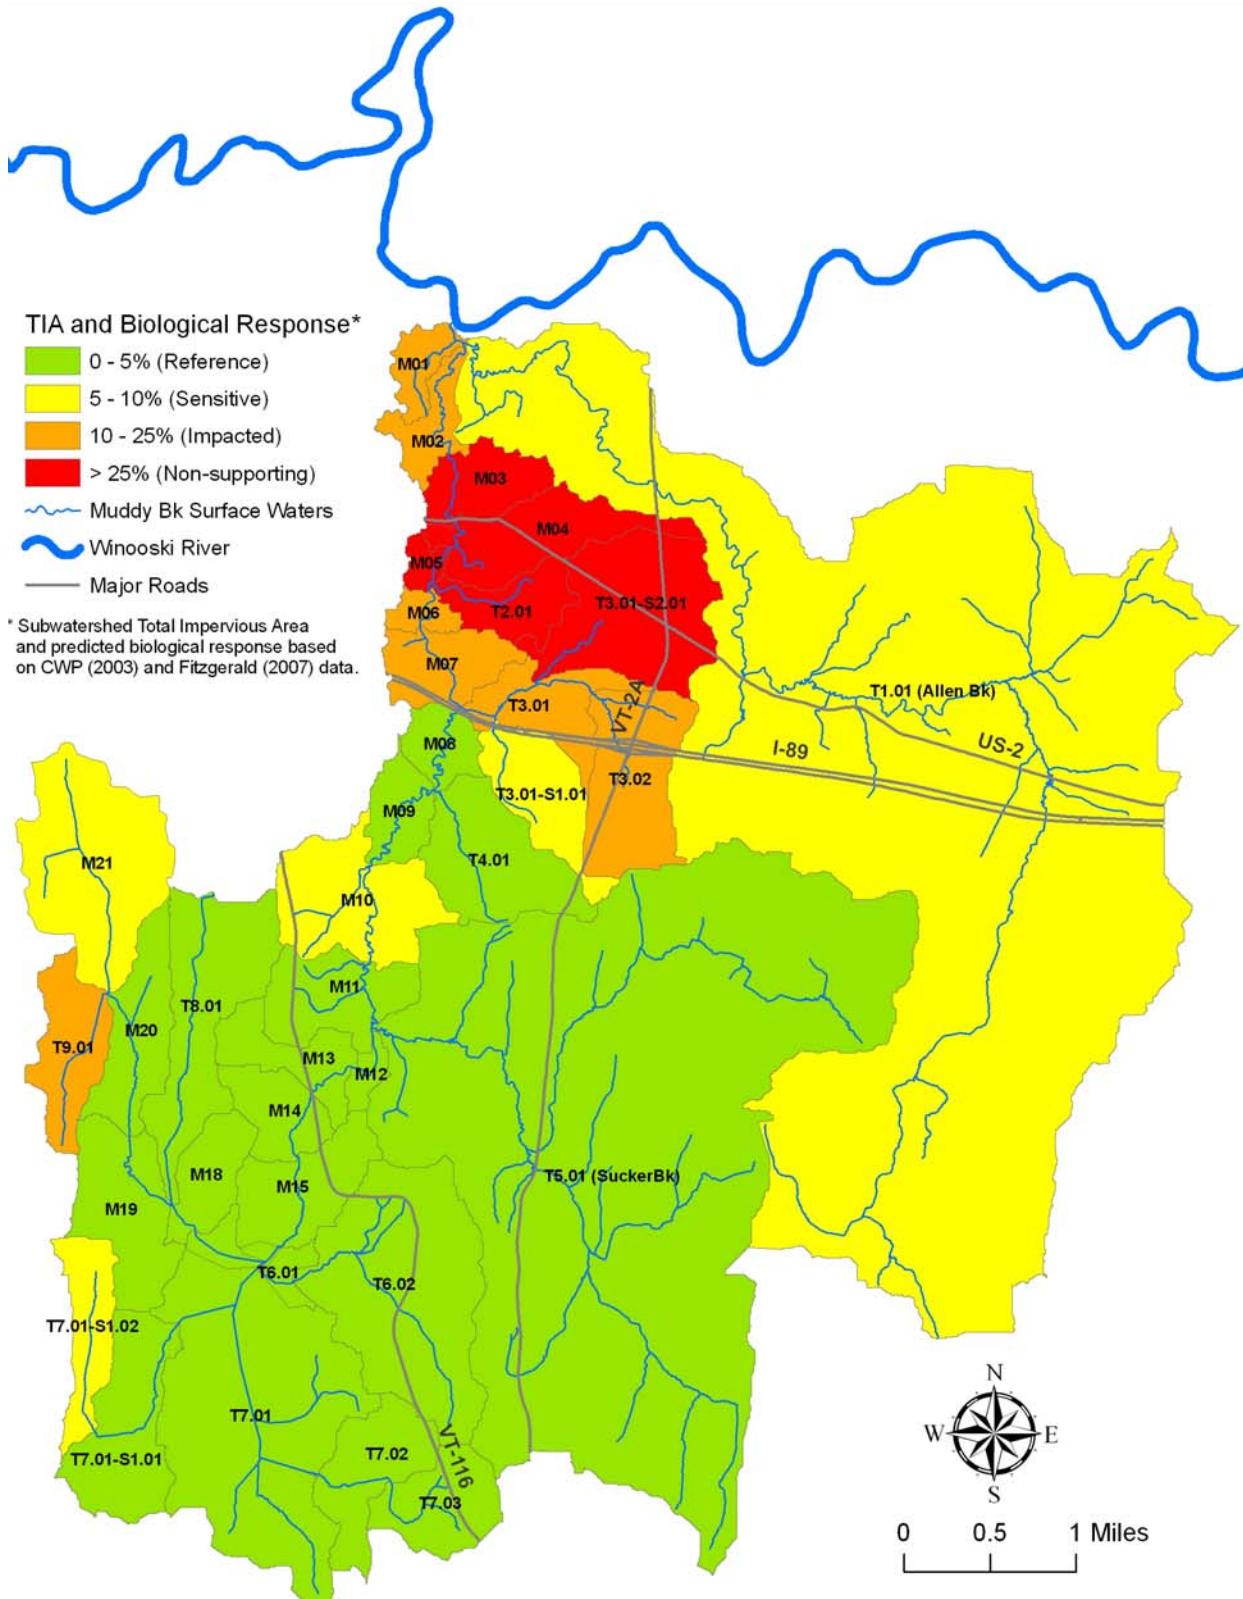 TIA and Biological Response*
0 - 5% (Reference)
5 - 10% (Sensitive)
10 - 25% (Impacted)
> 25% (Non-supporting)
Muddy Bk Surface Waters
Winooski River
Major Roads
* Subwatershed Total Impervious Area
and predicted biological response based
on CWP (2003) and Fitzgerald (2007) data.
M01
M02
M03
M04
M05
T2.01
T3.01-S2.01
M06
M07
T3.01
VT-2A
T1.01 (Allen Bk)
US-2
I-89
M08
T3.02
T3.01-S1.01
M09
T4.01
M21
M10
M11
T8.01
M20
T9.01
M13
M12
M14
M18
M15
T5.01 (SuckerBk)
M19
T6.01
T6.02
T7.01-S1.02
T7.01
VT-116
T7.02
T7.01-S1.01
T7.03
N
W
E
S
0 0.5 1 Miles